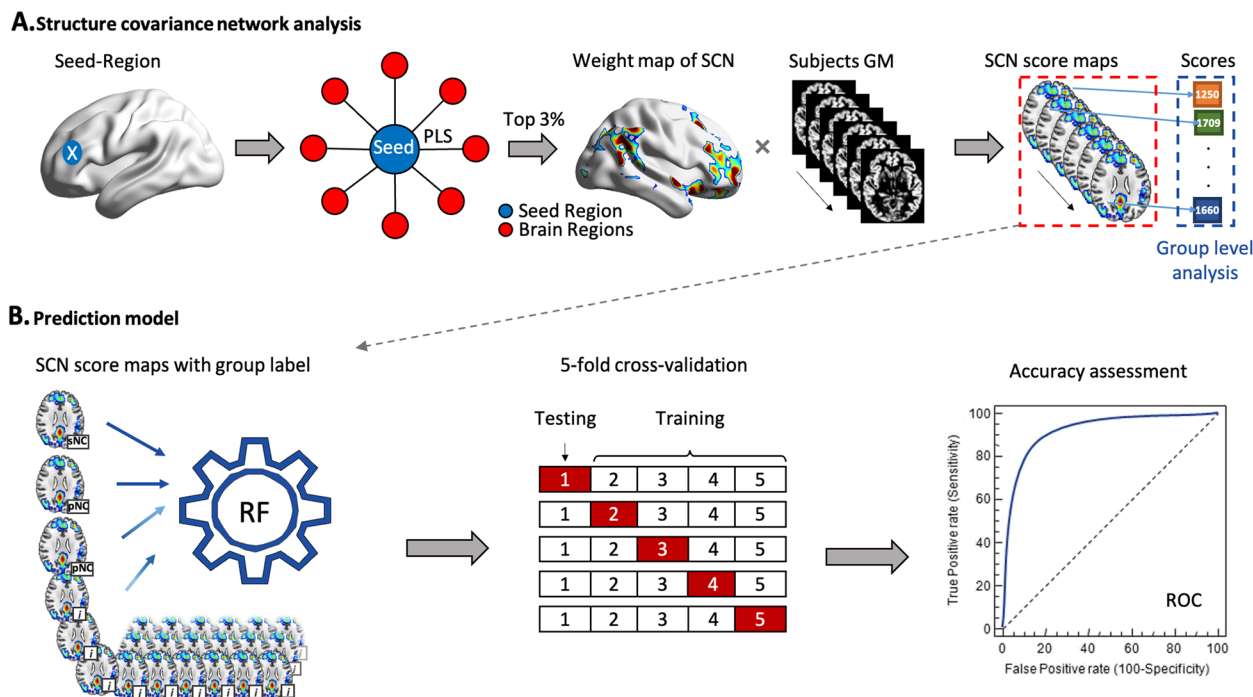 A. Structure covariance network analysis
Seed-Region
Weight map of SCN
Subjects GM
SCN score maps
Scores
X
Seed
PLS
Top 3%
×
1250
1709
.
.
.
1660
Seed Region
Brain Regions
Group level
analysis
B. Prediction model
SCN score maps with group label
5-fold cross-validation
Accuracy assessment
sNC
pNC
pNC
i
i
i
i
i
i
i
i
i
i
i
RF
Testing
Training
1 2 3 4 5
1 2 3 4 5
1 2 3 4 5
1 2 3 4 5
1 2 3 4 5
True Positive rate (Sensitivity)
100
80
60
40
20
0
ROC
0 20 40 60 80 100
False Positive rate (100-Specificity)